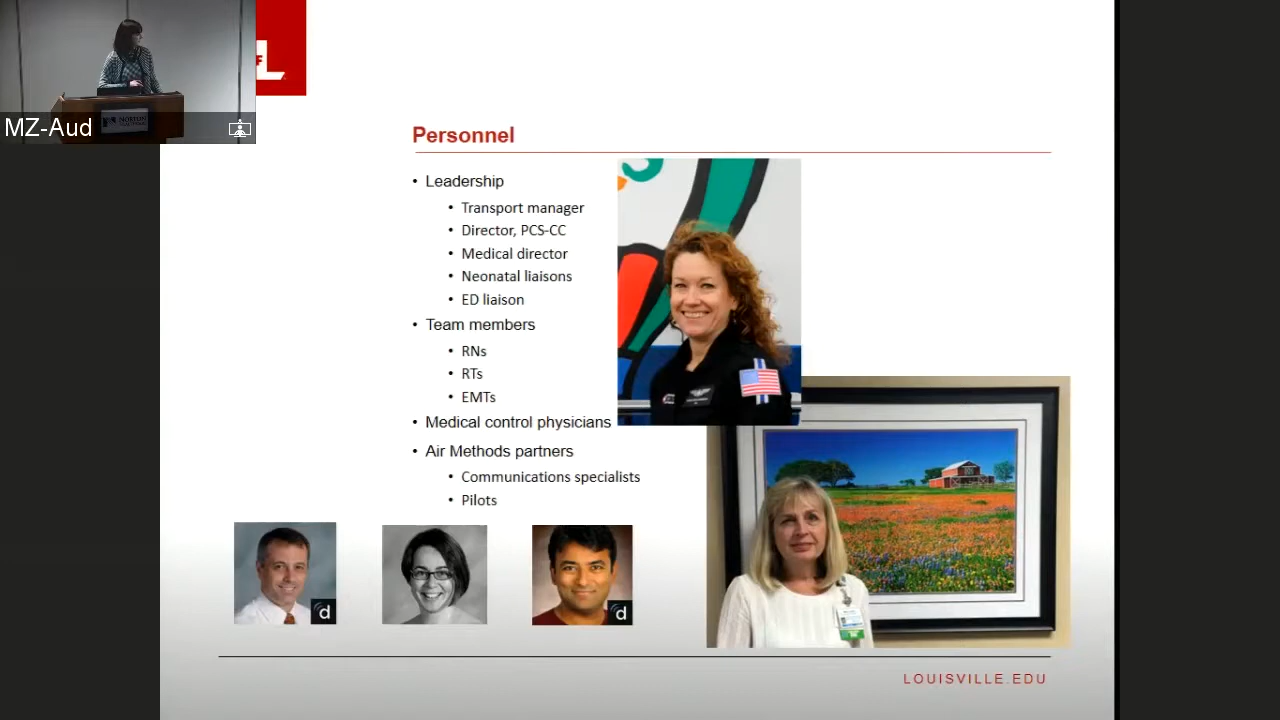 MZ-Aud
Personnel
• Leadership
• Transport manager
• Director, PCS-CC
• Medical director
• Neonatal liaisons
• ED liaison
• Team members
• RNs
• RTs
• EMTs
• Medical control physicians
• Air Methods partners
• Communications specialists
• Pilots
d
d
LOUISVILLE.EDU